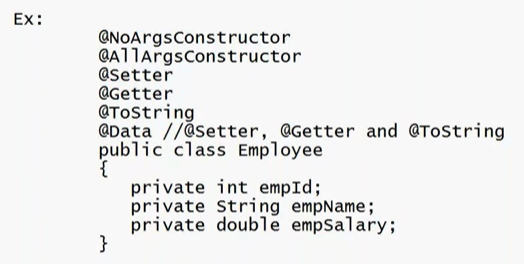 Ex:
@NoArgsConstructor
@AllArgsConstructor
@Setter
@Getter
@ToString
@Data //@Setter, @Getter and @ToString
public class Employee
{
private int empId;
private String empName;
private double empSalary;
}